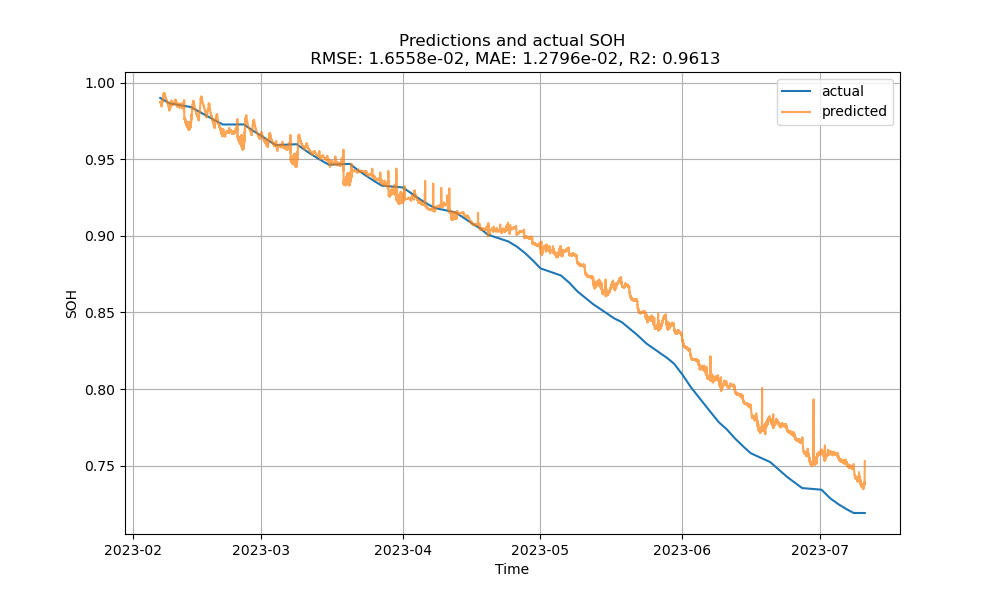 Predictions and actual SOH
RMSE: 1.6558e-02, MAE: 1.2796e-02, R2: 0.9613
actual
predicted
1.00
0.95
0.90
0.85
0.80
0.75
SOH
2023-02
2023-03
2023-04
2023-05
2023-06
2023-07
Time